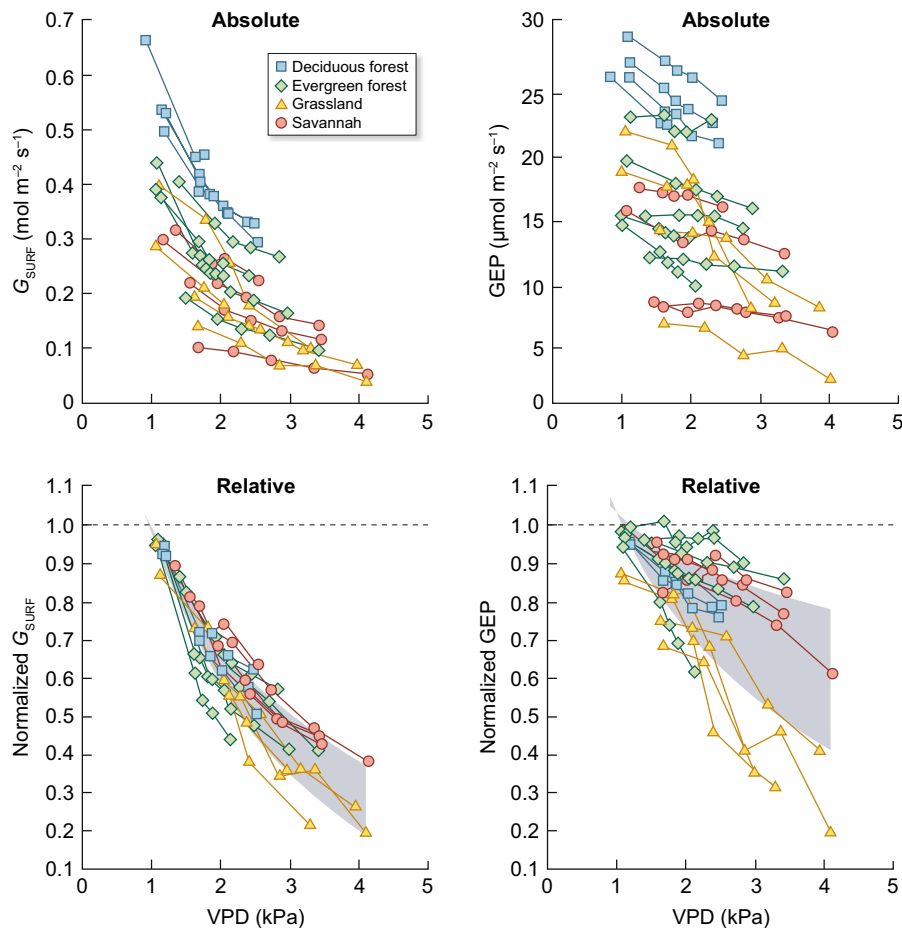 Absolute
0.7
0.6
0.5
0.4
0.3
0.2
0.1
0
G_SURF (mol m⁻² s⁻¹)
0 1 2 3 4 5
Deciduous forest
Evergreen forest
Grassland
Savannah
Absolute
30
25
20
15
10
5
0
GEP (μmol m⁻² s⁻¹)
0 1 2 3 4 5
Relative
1.1
1.0
0.9
0.8
0.7
0.6
0.5
0.4
0.3
0.2
0.1
Normalized G_SURF
0 1 2 3 4 5
VPD (kPa)
Relative
1.1
1.0
0.9
0.8
0.7
0.6
0.5
0.4
0.3
0.2
0.1
Normalized GEP
0 1 2 3 4 5
VPD (kPa)